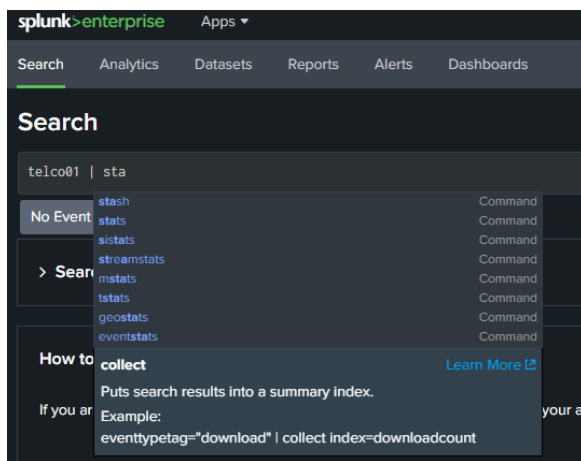 splunk>enterprise Apps ▾
Search Analytics Datasets Reports Alerts Dashboards
Search
telco01 | sta
No Event
stash Command
stats Command
sistats Command
streamstats Command
mstats Command
tstats Command
geostats Command
eventstats Command
> Sear
How to
collect Learn More
Puts search results into a summary index.
If you ar
your a
Example:
eventtypetag="download" | collect index=downloadcount